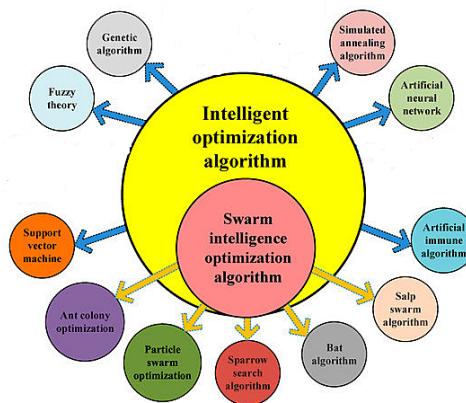 Genetic
algorithm
Simulated
annealing
algorithm
Fuzzy
theory
Artificial
neural
network
Intelligent
optimization
algorithm
Swarm
intelligence
optimization
algorithm
Support
vector
machine
Artificial
immune
algorithm
Ant colony
optimization
Salp
swarm
algorithm
Particle
swarm
optimization
Sparrow
search
algorithm
Bat
algorithm